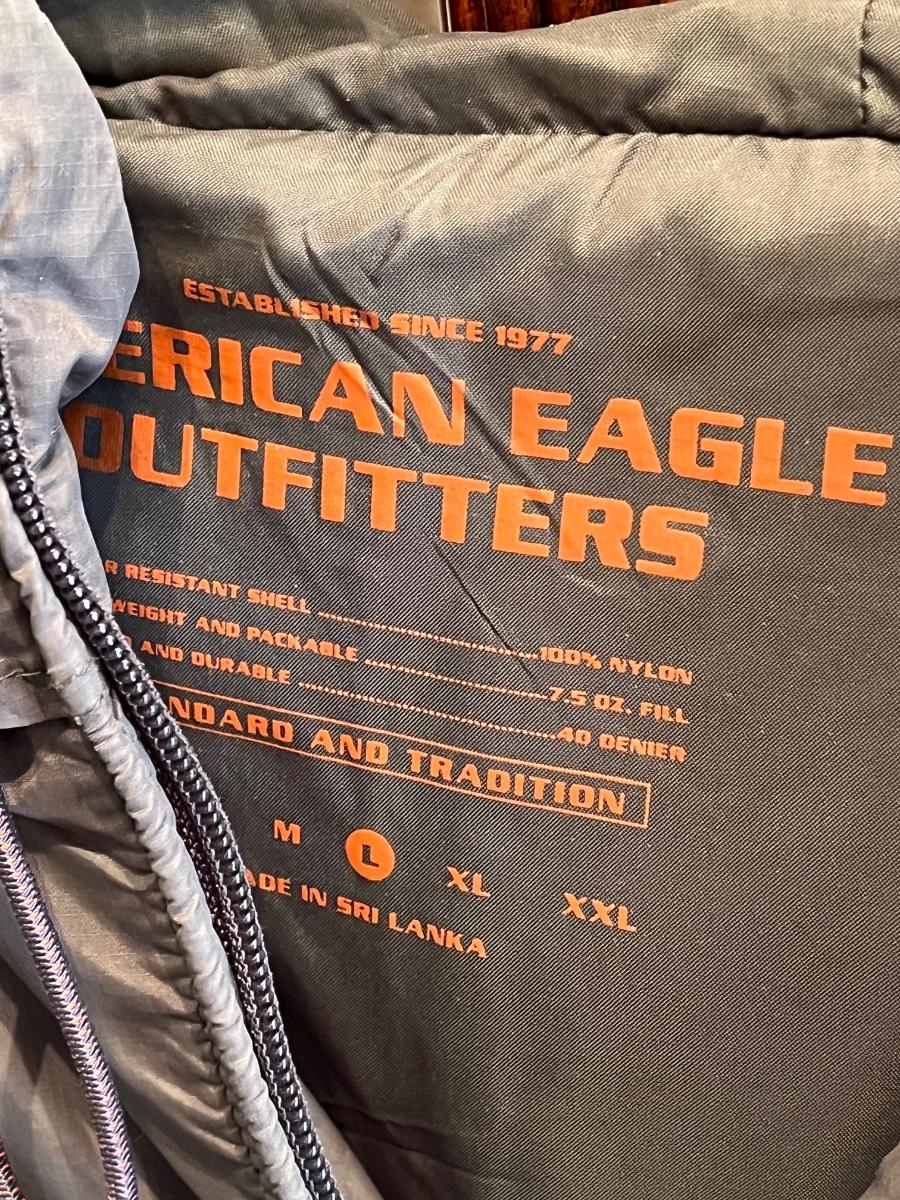 ESTABLISHED SINCE 1977
ERICAN EAGLE
OUTFITTERS
R RESISTANT SHELL ........................100% NYLON
WEIGHT AND PACKABLE ........................7.5 OZ. FILL
AND DURABLE ........................40 DENIER
NDARD AND TRADITION
M L XL XXL
ADE IN SRI LANKA